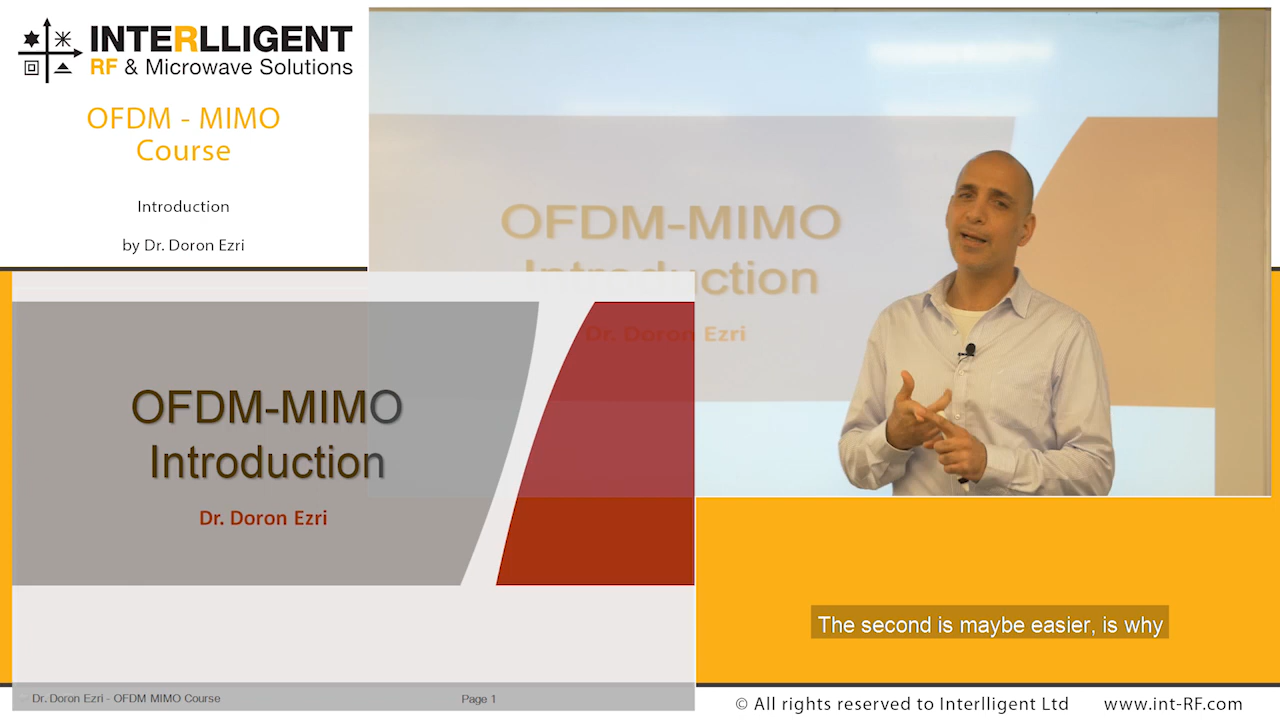 INTERLLIGENT
RF & Microwave Solutions
OFDM - MIMO
Course
Introduction
by Dr. Doron Ezri
OFDM-MIMO
Introduction
Dr. Doron Ezri
OFDM-MIMO
Introduction
Dr. Doron Ezri
Dr. Doron Ezri - OFDM MIMO Course
Page 1
The second is maybe easier, is why
© All rights reserved to Interlligent Ltd
www.int-RF.com